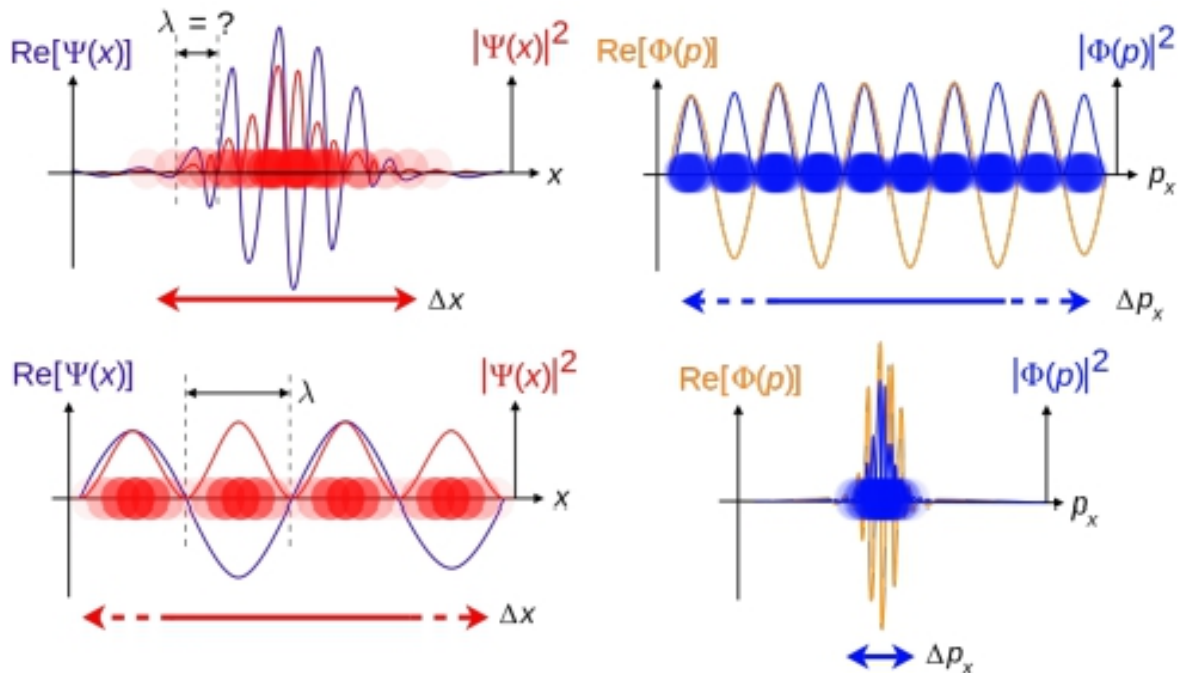 λ = ?
Re[Ψ(x)]
|Ψ(x)|²
x
Δx
Re[Φ(p)]
|Φ(p)|²
pₓ
Δpₓ
Re[Ψ(x)]
λ
|Ψ(x)|²
x
Δx
Re[Φ(p)]
|Φ(p)|²
pₓ
Δpₓ